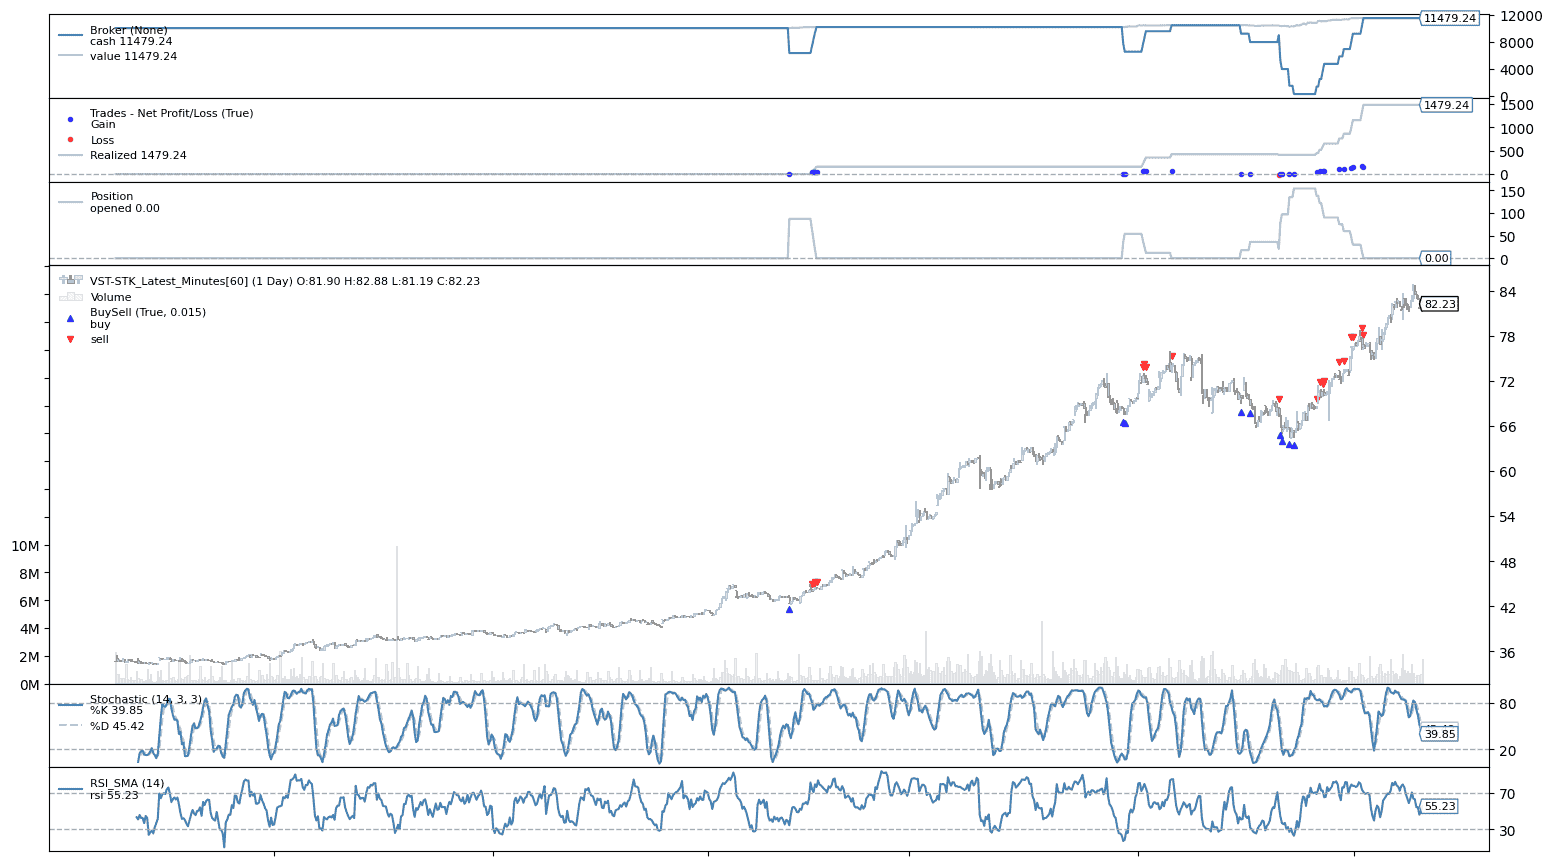 Broker (None)
cash 11479.24
value 11479.24
11479.24
12000
8000
4000
0
Trades - Net Profit/Loss (True)
Gain
Loss
Realized 1479.24
1479.24
1500
1000
500
0
Position
opened 0.00
0.00
150
100
50
0
VST-STK_Latest_Minutes[60] (1 Day) O:81.90 H:82.88 L:81.19 C:82.23
Volume
BuySell (True, 0.015)
buy
sell
82.23
84
78
72
66
60
54
48
42
36
10M
8M
6M
4M
2M
0M
Stochastic (14, 3, 3)
%K 39.85
%D 45.42
39.85
80
20
RSI_SMA (14)
rsi 55.23
55.23
70
30